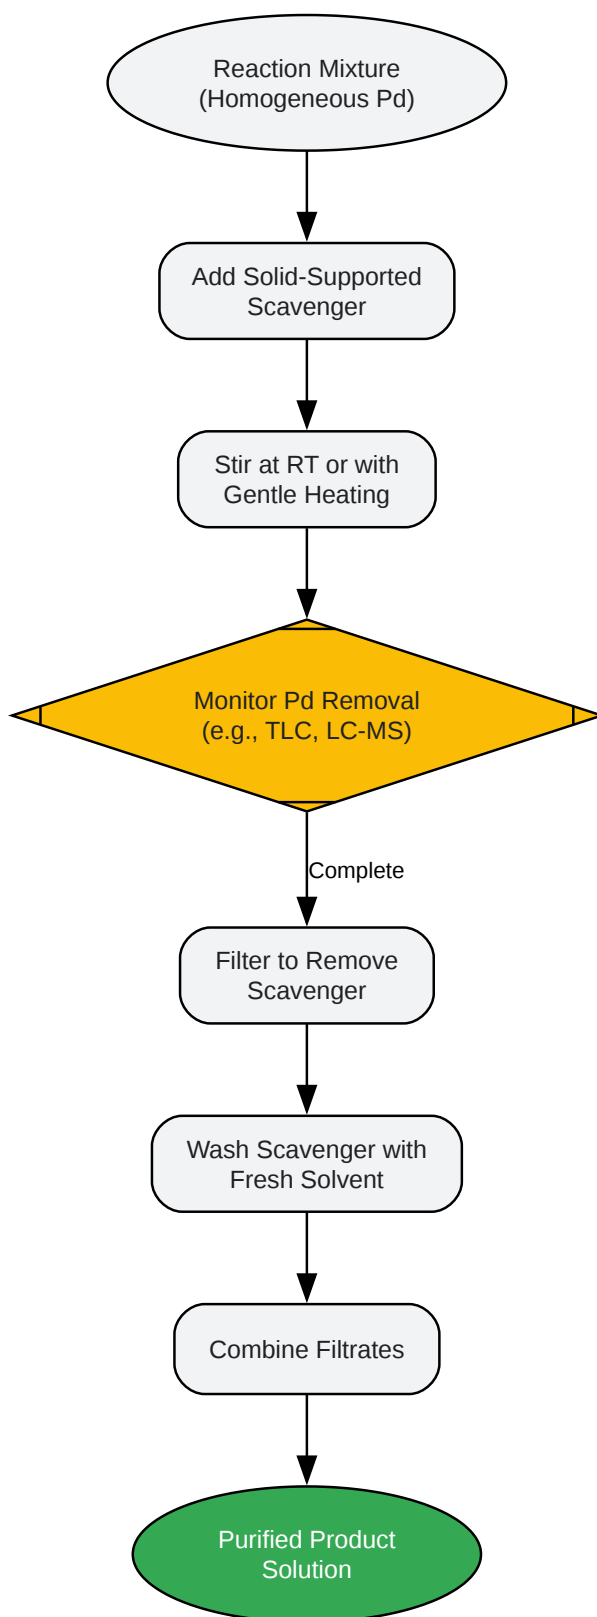 Reaction Mixture
(Homogeneous Pd)
Add Solid-Supported
Scavenger
Stir at RT or with
Gentle Heating
Monitor Pd Removal
(e.g., TLC, LC-MS)
Complete
Filter to Remove
Scavenger
Wash Scavenger with
Fresh Solvent
Combine Filtrates
Purified Product
Solution